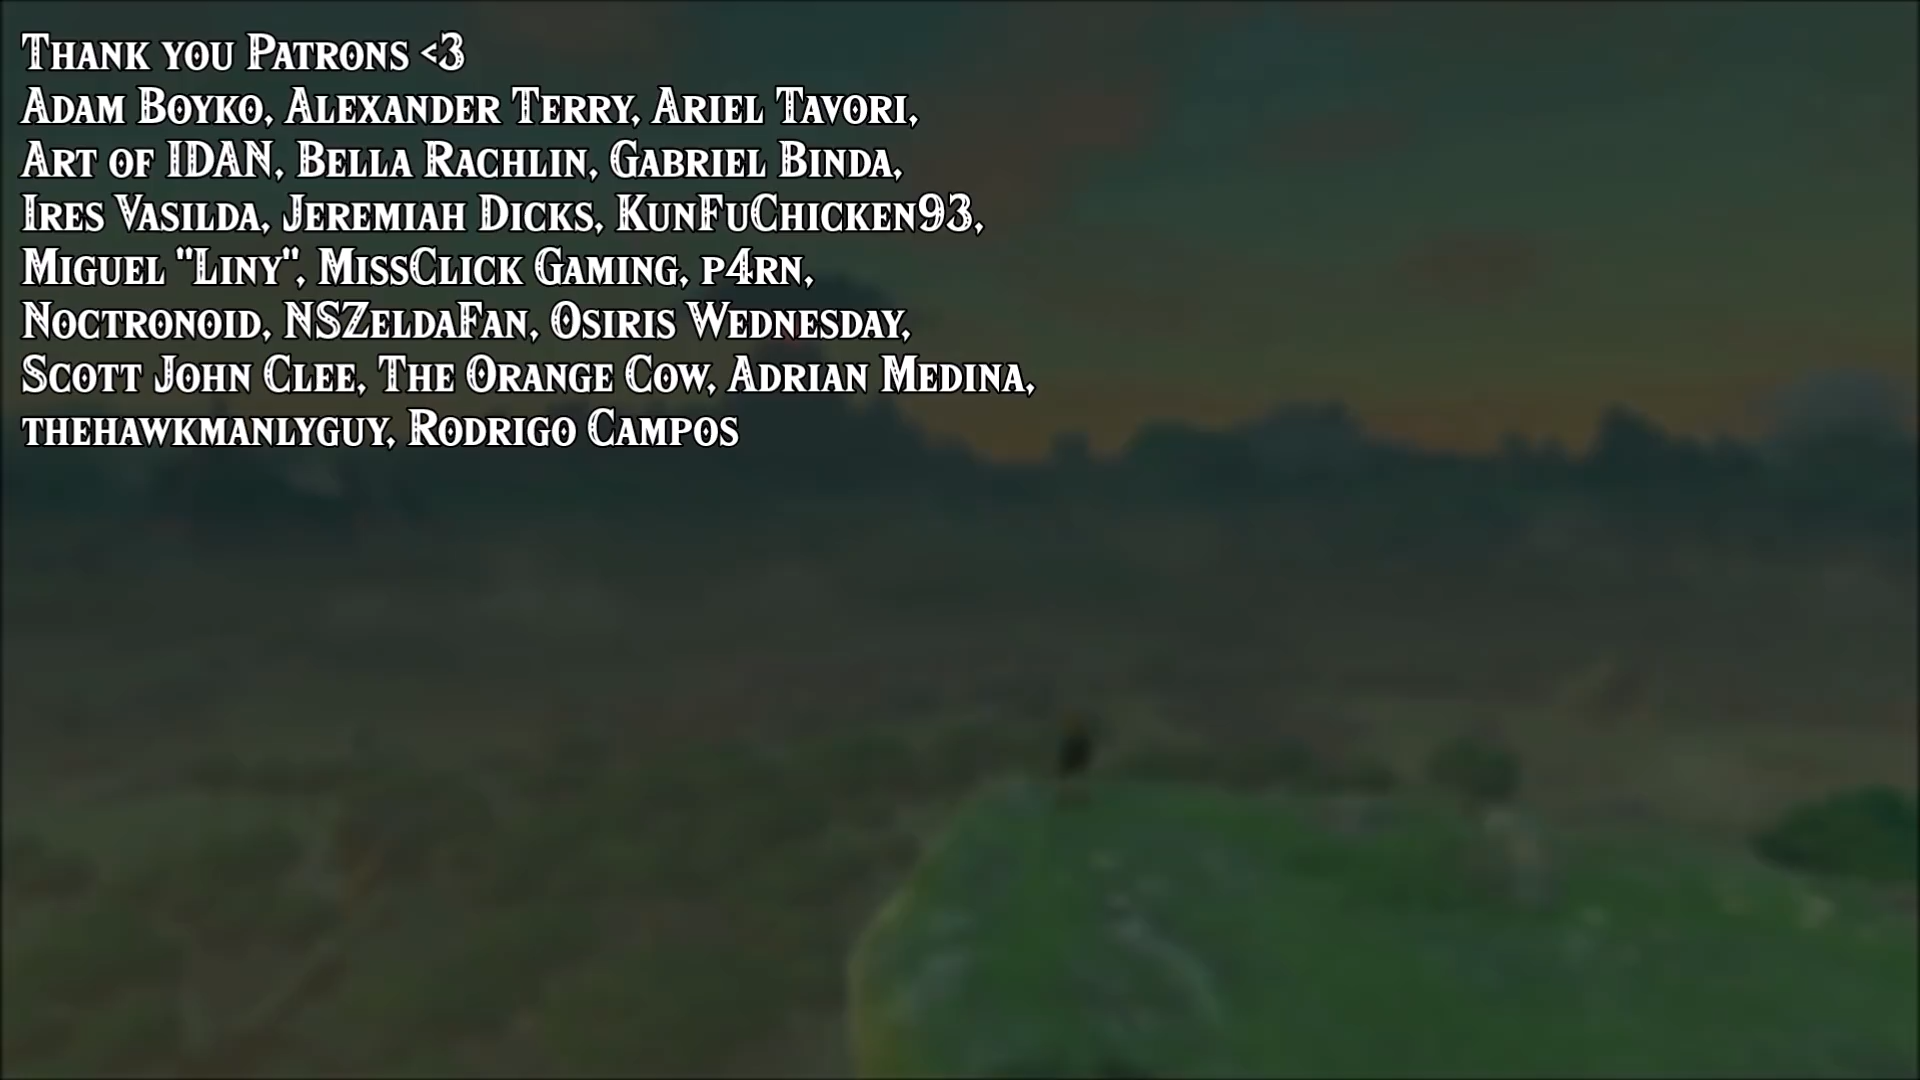 Thank you Patrons <3
Adam Boyko, Alexander Terry, Ariel Tavori,
Art of IDAN, Bella Rachlin, Gabriel Binda,
Ires Vasilda, Jeremiah Dicks, KunFuChicken93,
Miguel "Liny", MissClick Gaming, p4rn,
Noctronoid, NSZeldaFan, Osiris Wednesday,
Scott John Clee, The Orange Cow, Adrian Medina,
thehawkmanlyguy, Rodrigo Campos